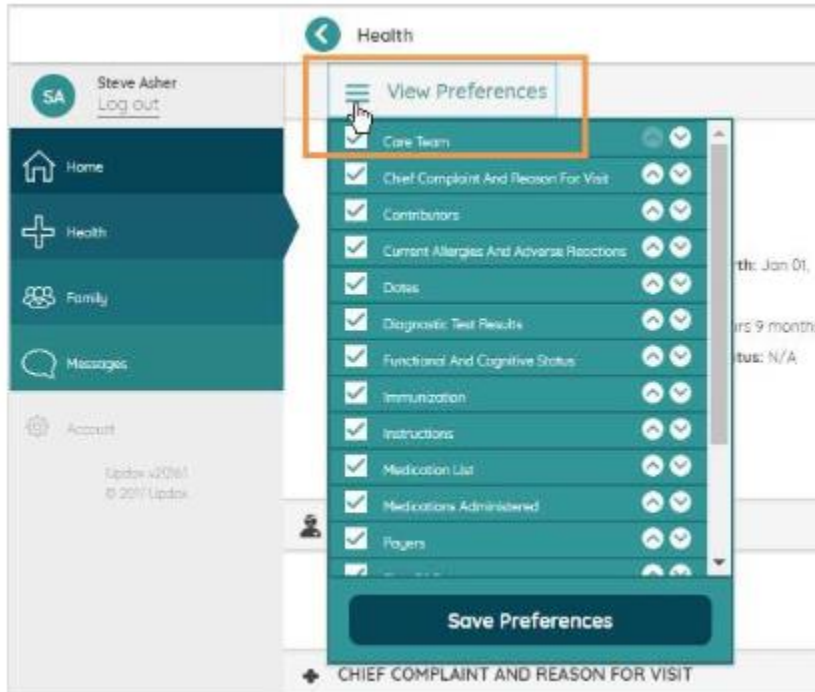 Health
SA
Steve Asher
Log out
View Preferences
Home
Health
Family
Messages
Account
© 2017 Updox
Care Team
Chief Complaint And Reason For Visit
Contributors
Current Allergies And Adverse Reactions
Dates
Diagnostic Test Results
Functional And Cognitive Status
Immunization
Instructions
Medication List
Medications Administered
Payers
Save Preferences
th: Jan 01,
rs 9 month
tus: N/A
CHIEF COMPLAINT AND REASON FOR VISIT